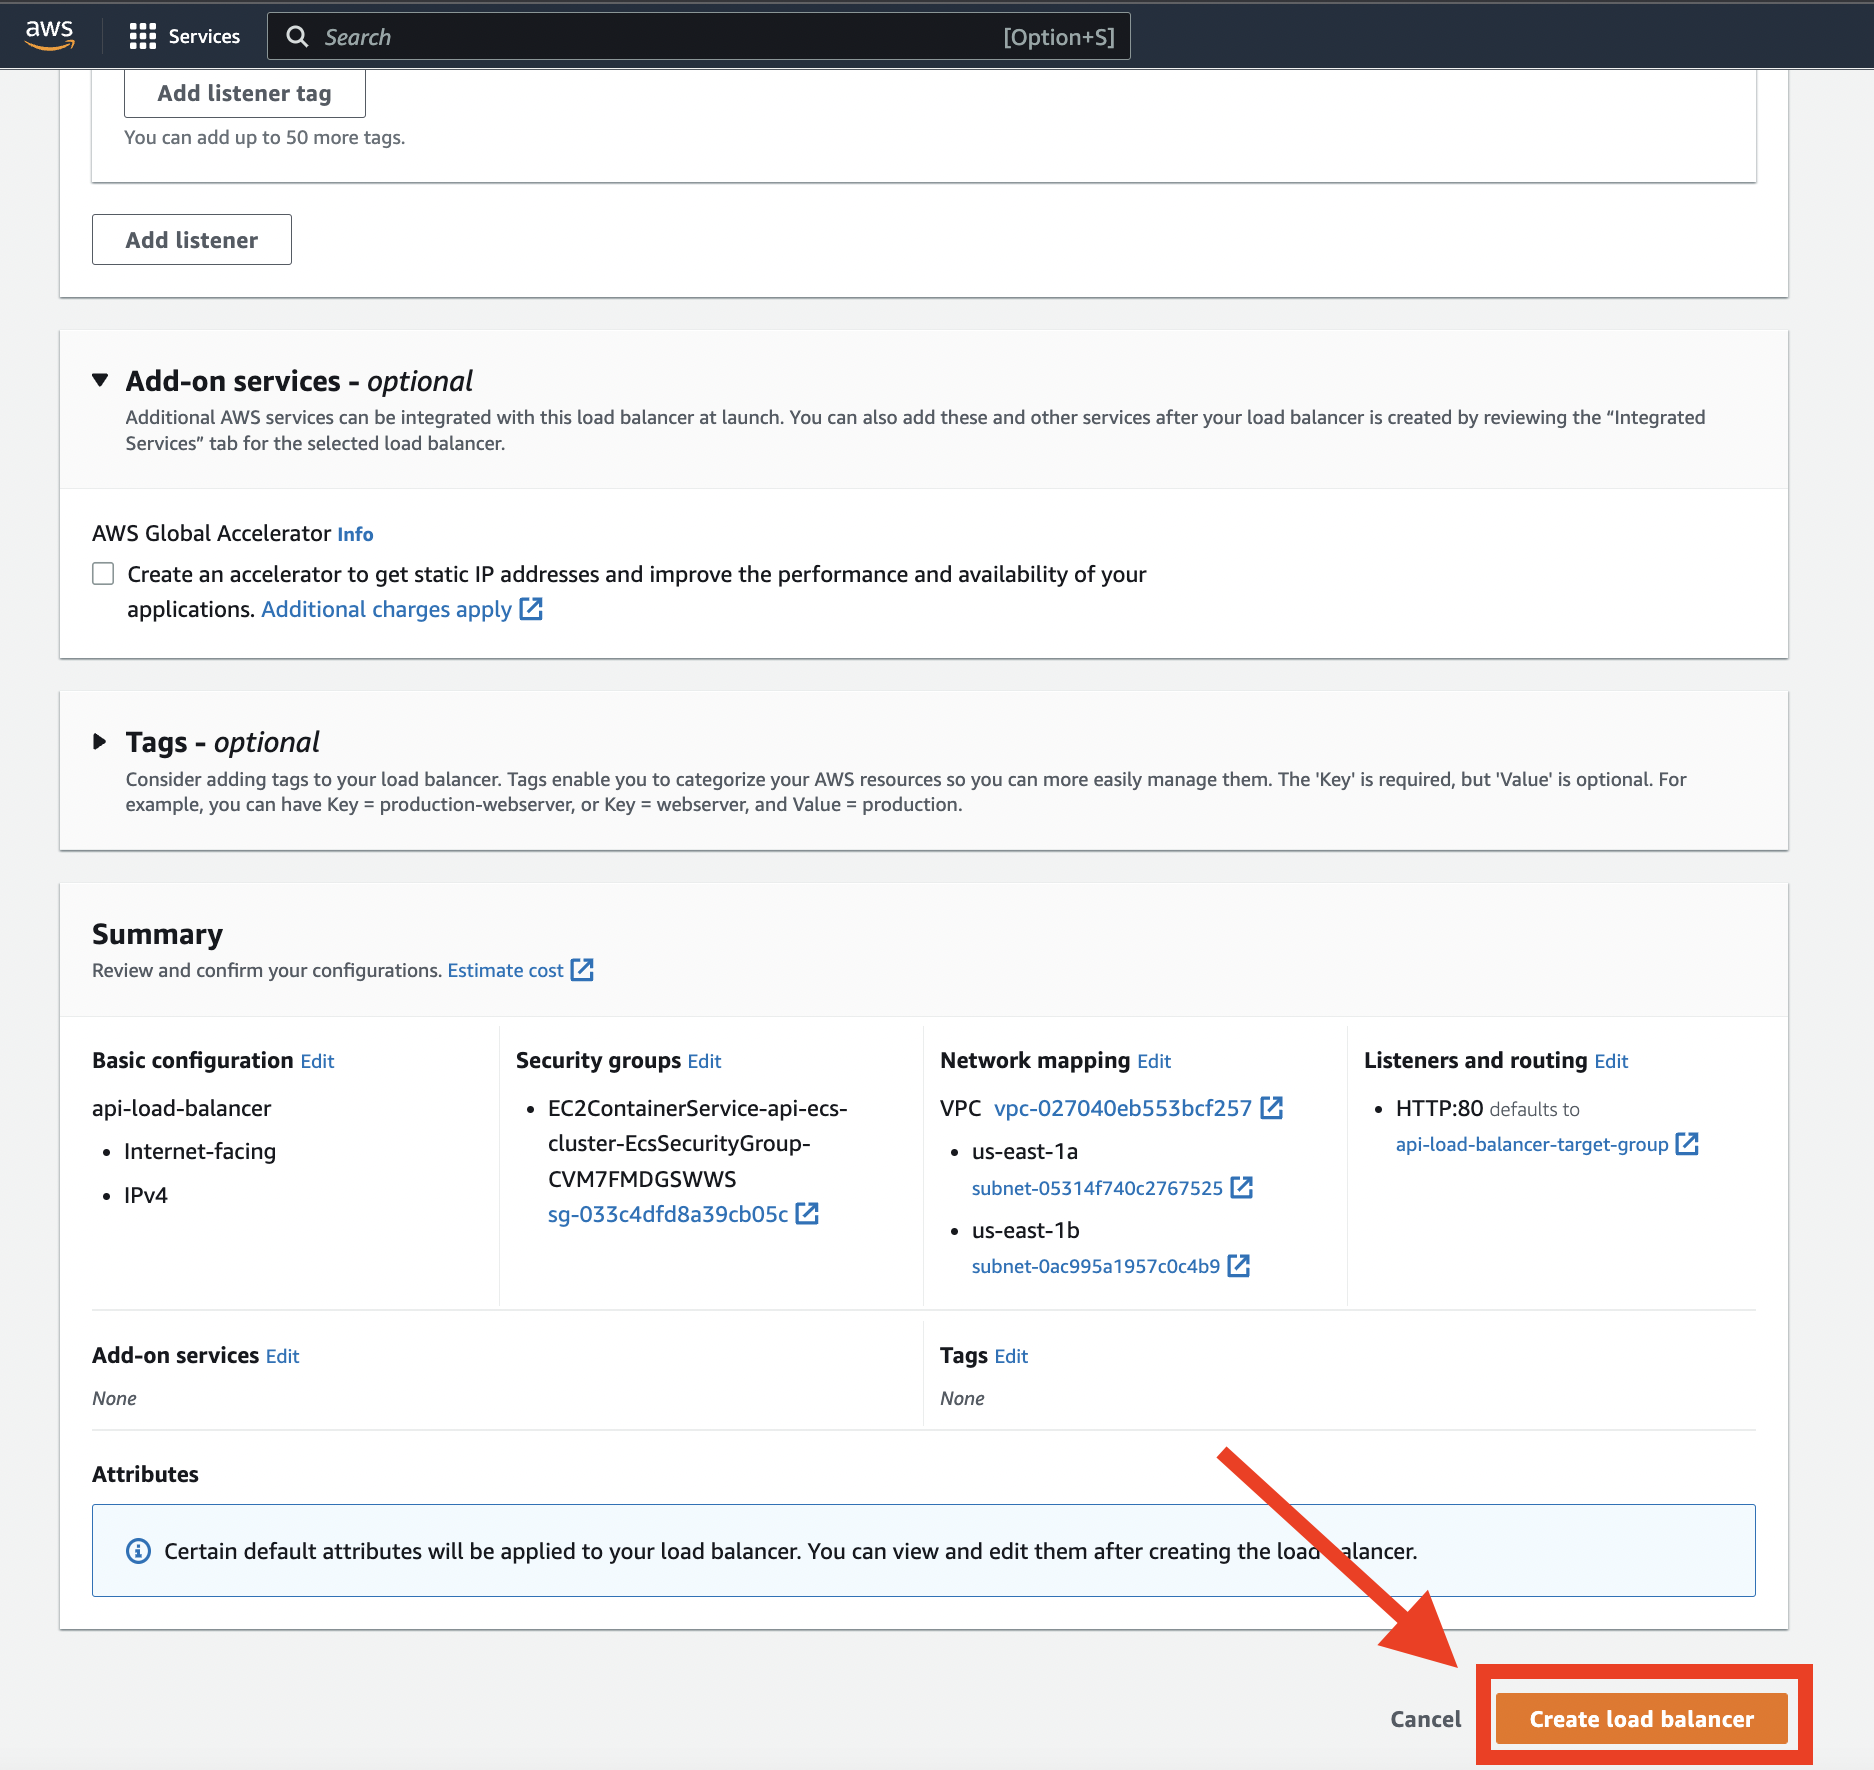 aws
Services
Search
[Option+S]
Add listener tag
You can add up to 50 more tags.
Add listener
Add-on services - optional
Additional AWS services can be integrated with this load balancer at launch. You can also add these and other services after your load balancer is created by reviewing the “Integrated
Services” tab for the selected load balancer.
AWS Global Accelerator Info
Create an accelerator to get static IP addresses and improve the performance and availability of your
applications. Additional charges apply
Tags - optional
Consider adding tags to your load balancer. Tags enable you to categorize your AWS resources so you can more easily manage them. The 'Key' is required, but 'Value' is optional. For
example, you can have Key = production-webserver, or Key = webserver, and Value = production.
Summary
Review and confirm your configurations. Estimate cost
Basic configuration Edit
api-load-balancer
• Internet-facing
• IPv4
Security groups Edit
• EC2ContainerService-api-ecs-
cluster-EcsSecurityGroup-
CVM7FMDGSWWS
sg-033c4dfd8a39cb05c
Network mapping Edit
VPC vpc-027040eb553bcf257
• us-east-1a
subnet-05314f740c2767525
• us-east-1b
subnet-0ac995a1957c0c4b9
Listeners and routing Edit
• HTTP:80 defaults to
api-load-balancer-target-group
Add-on services Edit
None
Tags Edit
None
Attributes
Certain default attributes will be applied to your load balancer. You can view and edit them after creating the load balancer.
Cancel
Create load balancer